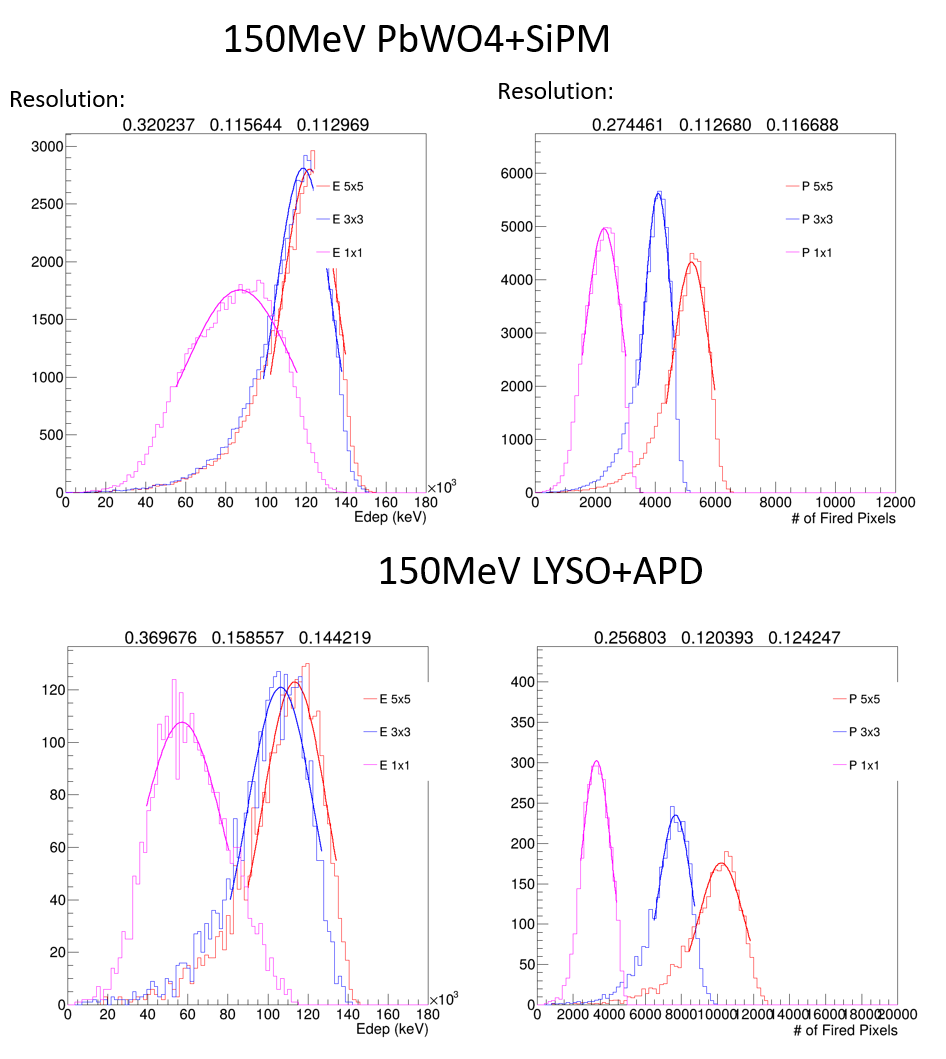 150MeV PbWO4+SiPM
Resolution:
Resolution:
0.320237 0.115644 0.112969
3000
2500
2000
1500
1000
500
0
E 5x5
E 3x3
E 1x1
0 20 40 60 80 100 120 140 160 180
×10³
Edep (keV)
0.274461 0.112680 0.116688
6000
5000
4000
3000
2000
1000
0
P 5x5
P 3x3
P 1x1
0 2000 4000 6000 8000 10000 12000
# of Fired Pixels
150MeV LYSO+APD
0.369676 0.158557 0.144219
120
100
80
60
40
20
0
E 5x5
E 3x3
E 1x1
0 20 40 60 80 100 120 140 160 180
×10³
Edep (keV)
0.256803 0.120393 0.124247
400
350
300
250
200
150
100
50
0
P 5x5
P 3x3
P 1x1
0 2000 4000 6000 8000 10000 12000 14000 16000 18000 20000
# of Fired Pixels